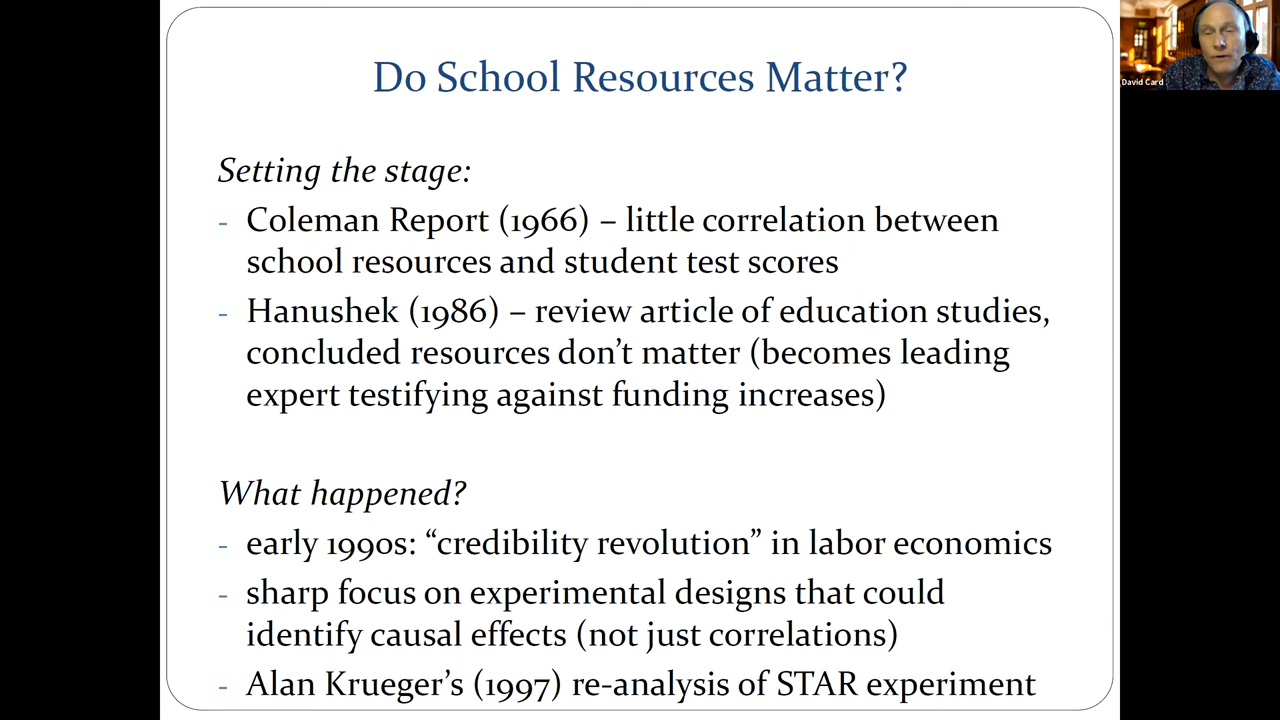 Do School Resources Matter?
David Card
Setting the stage:
- Coleman Report (1966) – little correlation between
school resources and student test scores
- Hanushek (1986) – review article of education studies,
concluded resources don't matter (becomes leading
expert testifying against funding increases)
What happened?
- early 1990s: “credibility revolution” in labor economics
- sharp focus on experimental designs that could
identify causal effects (not just correlations)
- Alan Krueger's (1997) re-analysis of STAR experiment